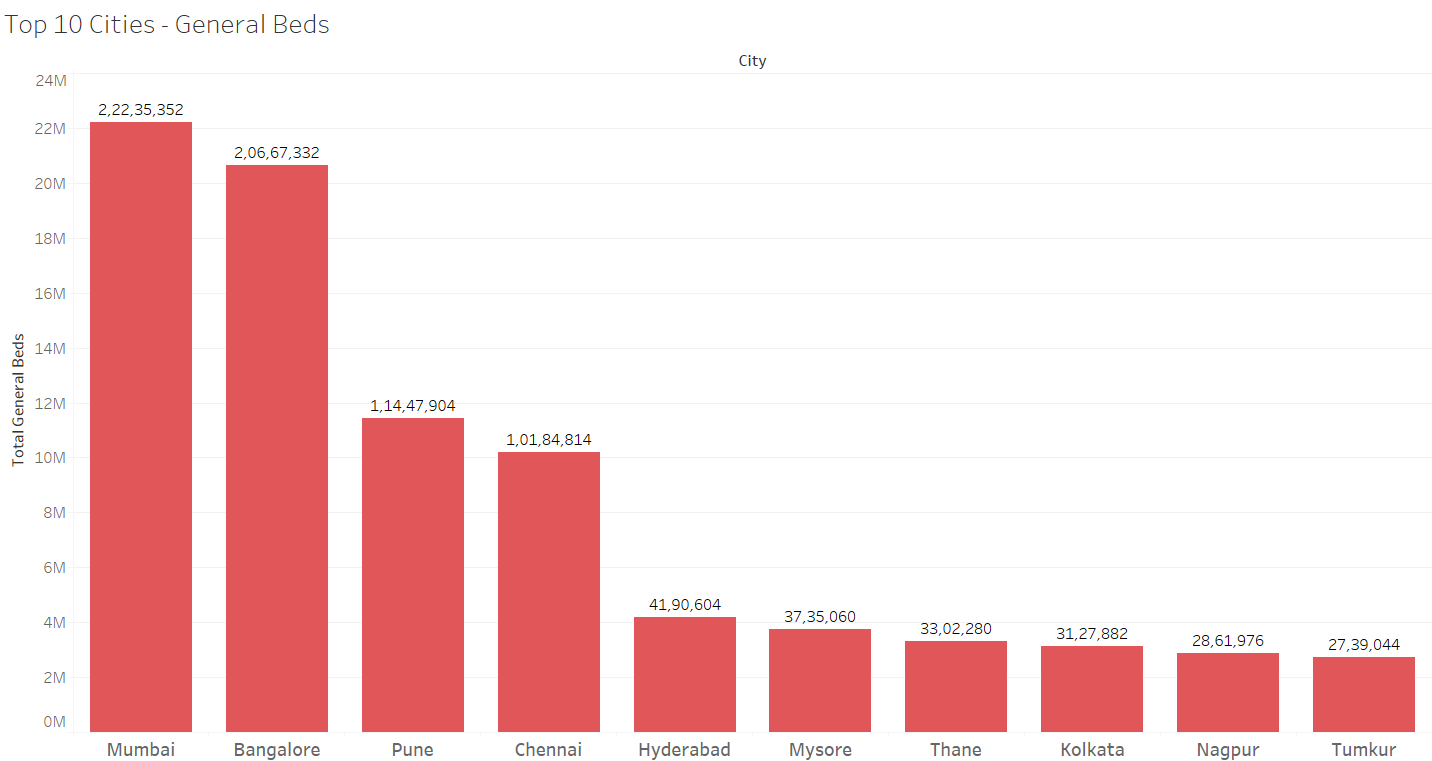 Top 10 Cities - General Beds
City
Total General Beds
24M
22M
20M
18M
16M
14M
12M
10M
8M
6M
4M
2M
0M
2,22,35,352
2,06,67,332
1,14,47,904
1,01,84,814
41,90,604
37,35,060
33,02,280
31,27,882
28,61,976
27,39,044
Mumbai
Bangalore
Pune
Chennai
Hyderabad
Mysore
Thane
Kolkata
Nagpur
Tumkur